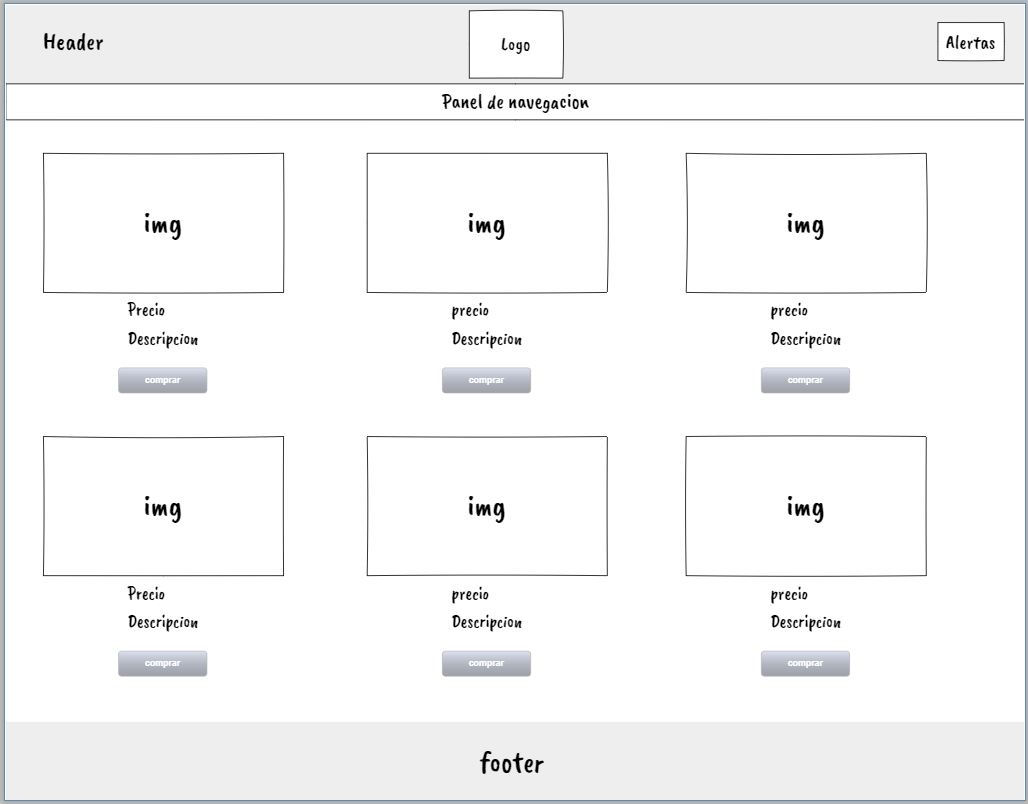 Header
Logo
Alertas
Panel de navegacion
img
img
img
Precio
precio
precio
Descripcion
Descripcion
Descripcion
comprar
comprar
comprar
img
img
img
Precio
precio
precio
Descripcion
Descripcion
Descripcion
comprar
comprar
comprar
footer